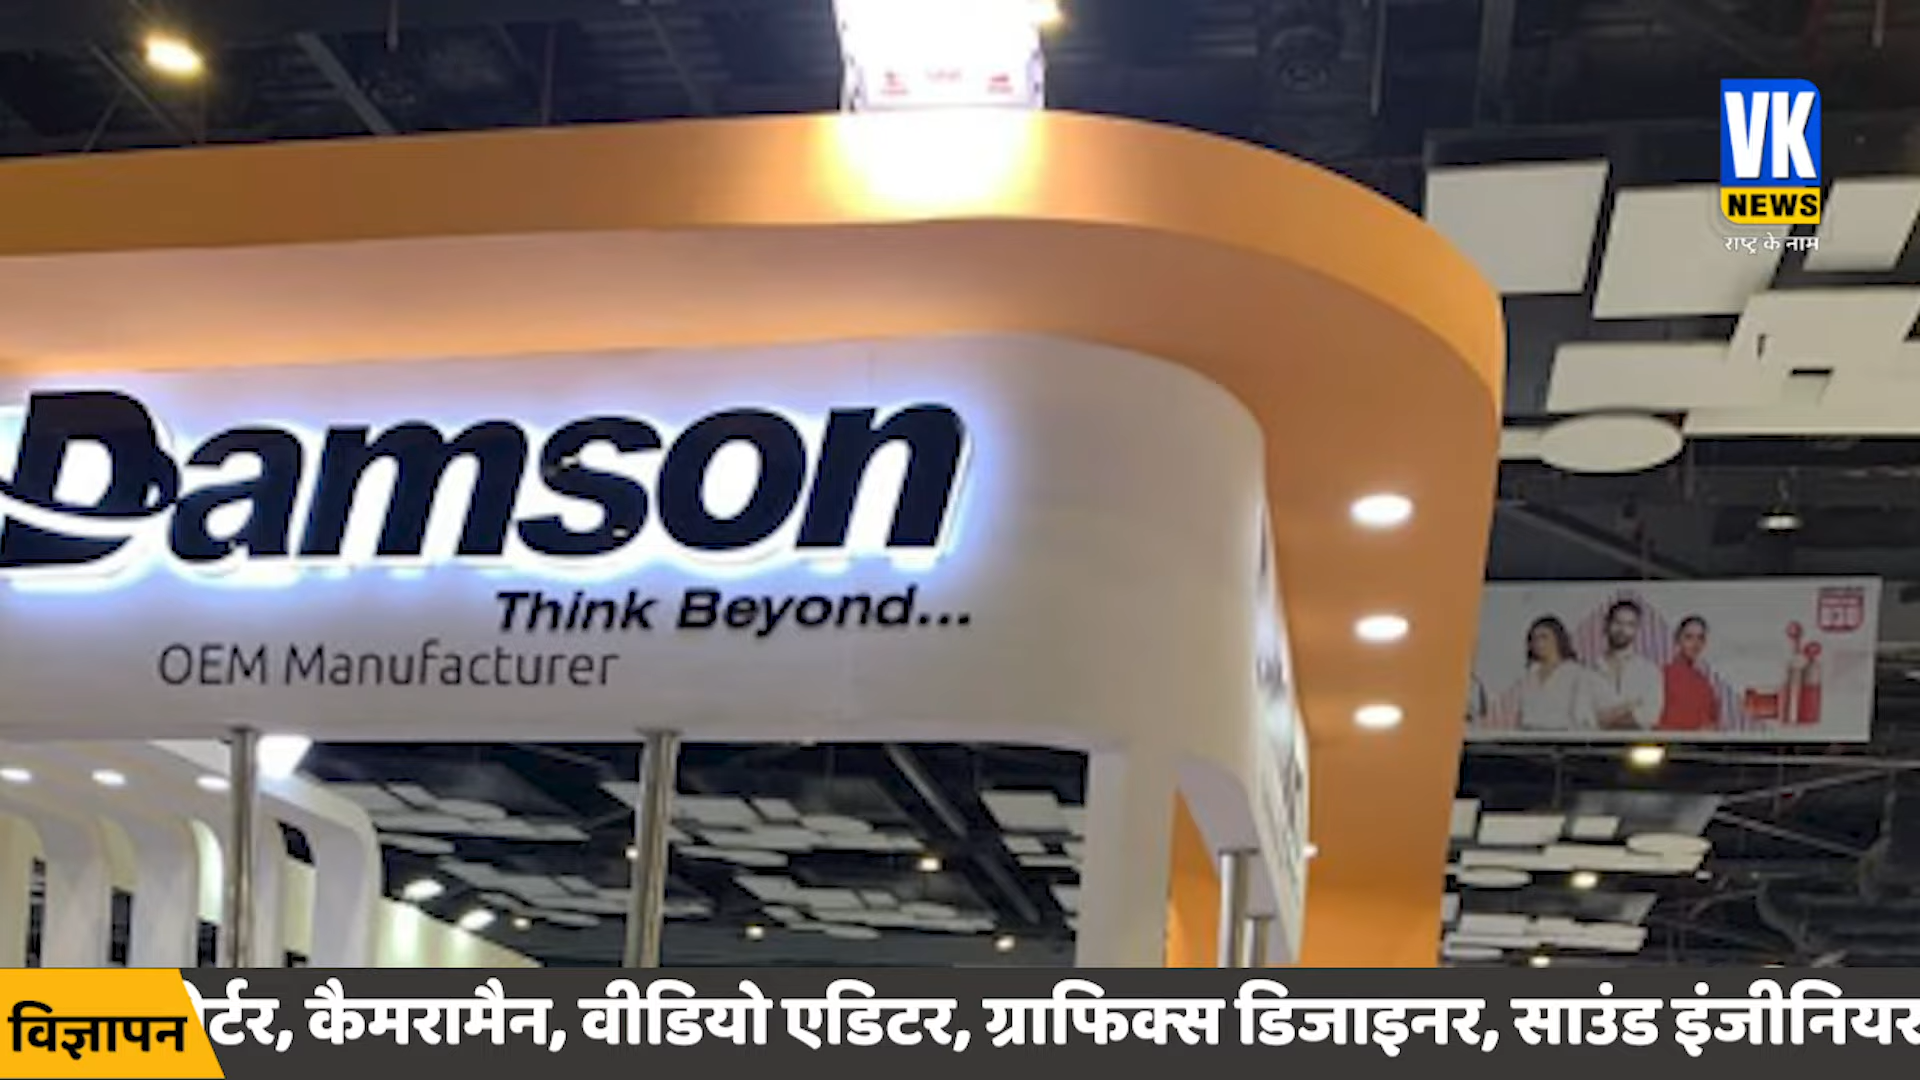 VK
NEWS
राष्ट्र के नाम
Damson
Think Beyond...
OEM Manufacturer
विज्ञापन
र्टर, कैमरामैन, वीडियो एडिटर, ग्राफिक्स डिजाइनर, साउंड इंजीनियर